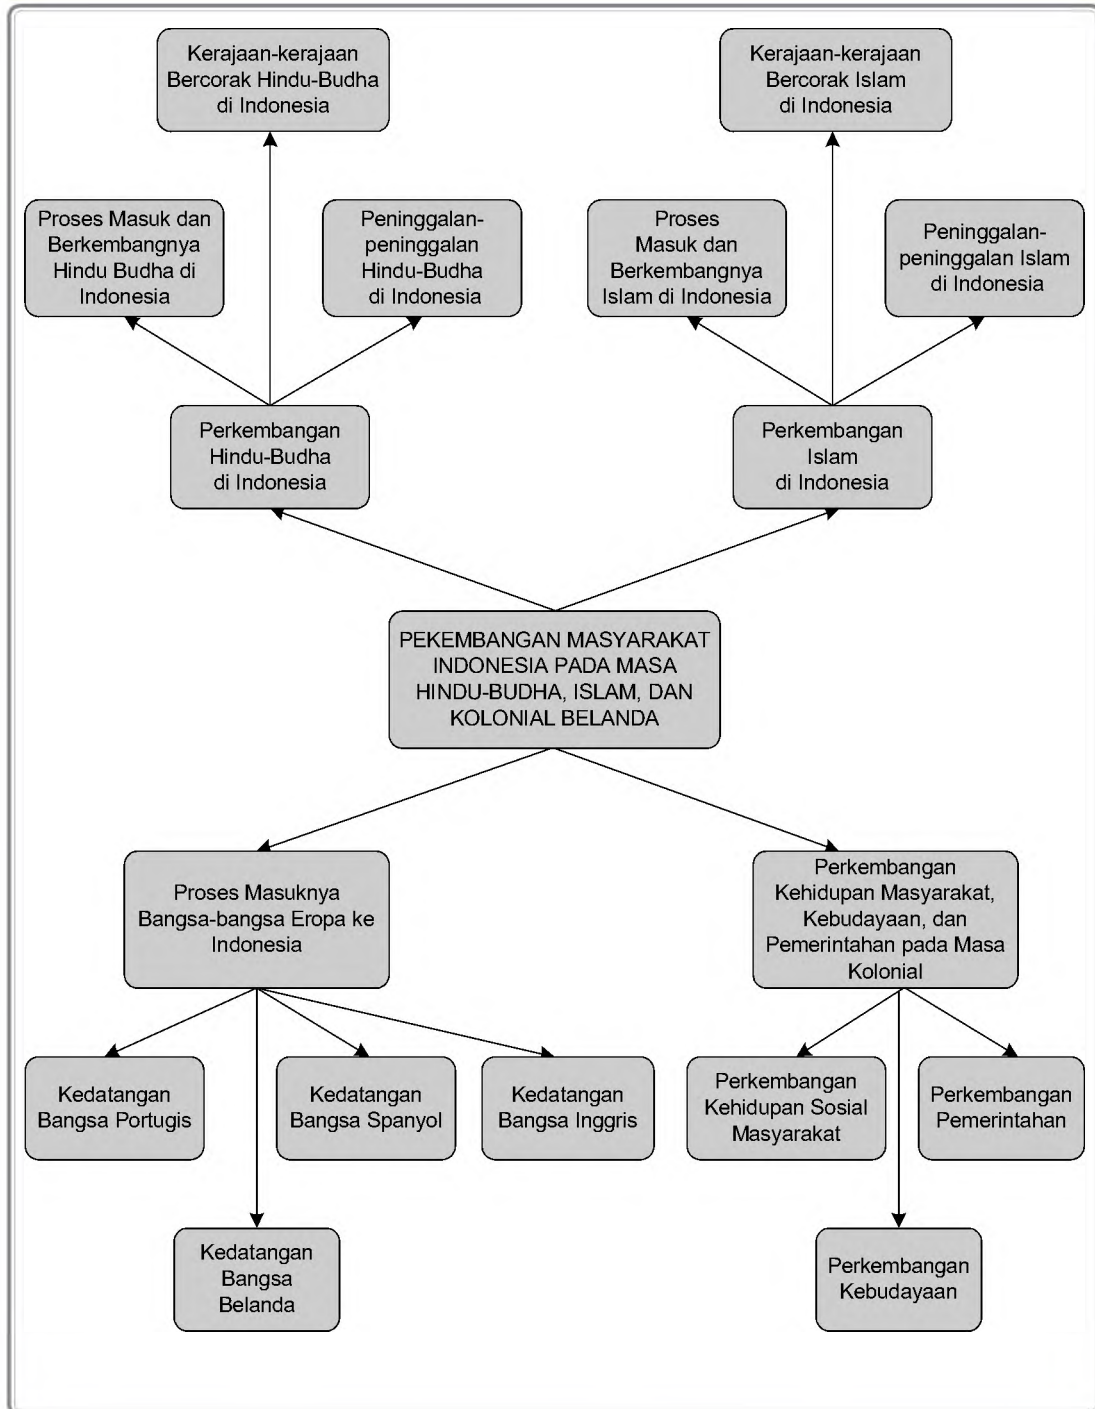 Kerajaan-kerajaan
Bercorak Hindu-Budha
di Indonesia
Kerajaan-kerajaan
Bercorak Islam
di Indonesia
Proses Masuk dan
Berkembangnya
Hindu Budha di
Indonesia
Peninggalan-
peninggalan
Hindu-Budha
di Indonesia
Proses
Masuk dan
Berkembangnya
Islam di Indonesia
Peninggalan-
peninggalan Islam
di Indonesia
Perkembangan
Hindu-Budha
di Indonesia
Perkembangan
Islam
di Indonesia
PEKEMBANGAN MASYARAKAT
INDONESIA PADA MASA
HINDU-BUDHA, ISLAM, DAN
KOLONIAL BELANDA
Proses Masuknya
Bangsa-bangsa Eropa ke
Indonesia
Perkembangan
Kehidupan Masyarakat,
Kebudayaan, dan
Pemerintahan pada Masa
Kolonial
Kedatangan
Bangsa Portugis
Kedatangan
Bangsa Spanyol
Kedatangan
Bangsa Inggris
Perkembangan
Kehidupan Sosial
Masyarakat
Perkembangan
Pemerintahan
Kedatangan
Bangsa
Belanda
Perkembangan
Kebudayaan